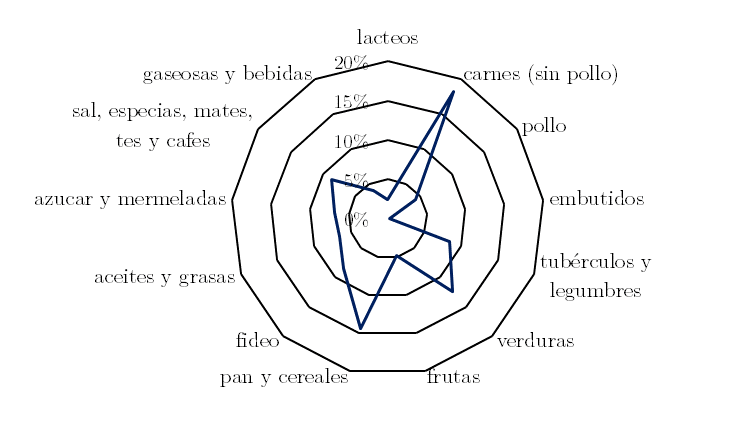 lacteos
20%
gaseosas y bebidas
carnes (sin pollo)
15%
sal, especias, mates,
tes y cafes
pollo
10%
5%
azucar y mermeladas
embutidos
0%
tubérculos y
legumbres
aceites y grasas
fideo
verduras
pan y cereales
frutas